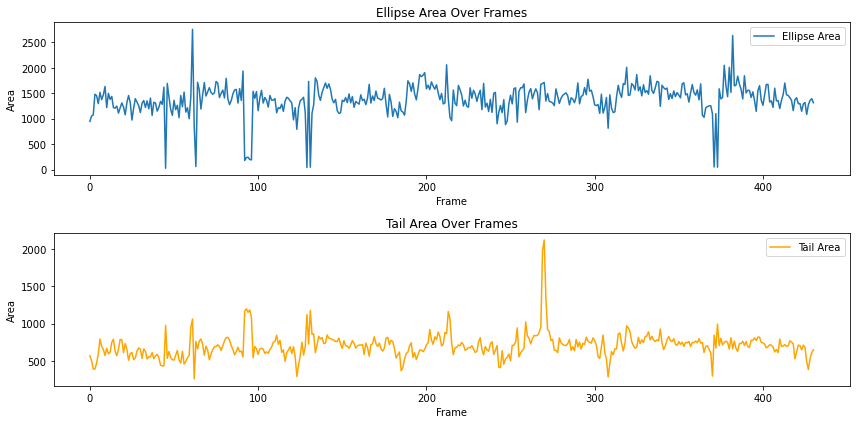 Ellipse Area Over Frames
Ellipse Area
2500
2000
1500
1000
500
0
Area
0 100 200 300 400
Frame
Tail Area Over Frames
Tail Area
2000
1500
1000
500
Area
0 100 200 300 400
Frame